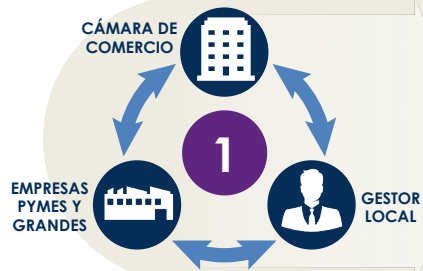 CÁMARA DE
COMERCIO
1
EMPRESAS
PYMES Y
GRANDES
GESTOR
LOCAL